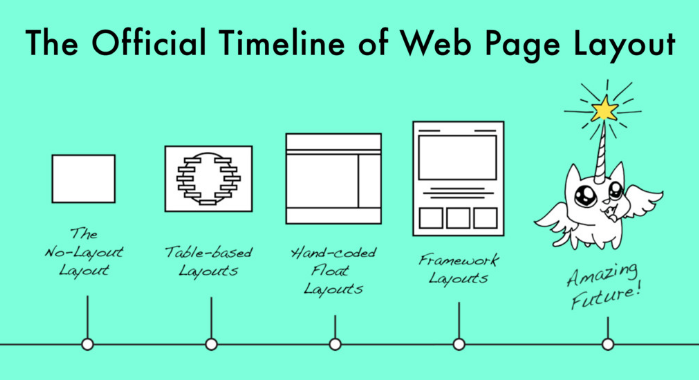 The Official Timeline of Web Page Layout
The
No-Layout
Layout
Table-based
Layouts
Hand-coded
Float
Layouts
Framework
Layouts
Amazing
Future!